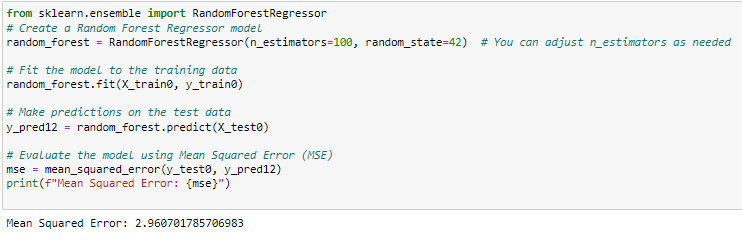 from sklearn.ensemble import RandomForestRegressor
# Create a Random Forest Regressor model
random_forest = RandomForestRegressor(n_estimators=100, random_state=42)  # You can adjust n_estimators as needed
# Fit the model to the training data
random_forest.fit(X_train0, y_train0)
# Make predictions on the test data
y_pred12 = random_forest.predict(X_test0)
# Evaluate the model using Mean Squared Error (MSE)
mse = mean_squared_error(y_test0, y_pred12)
print(f"Mean Squared Error: {mse}")
Mean Squared Error: 2.960701785706983